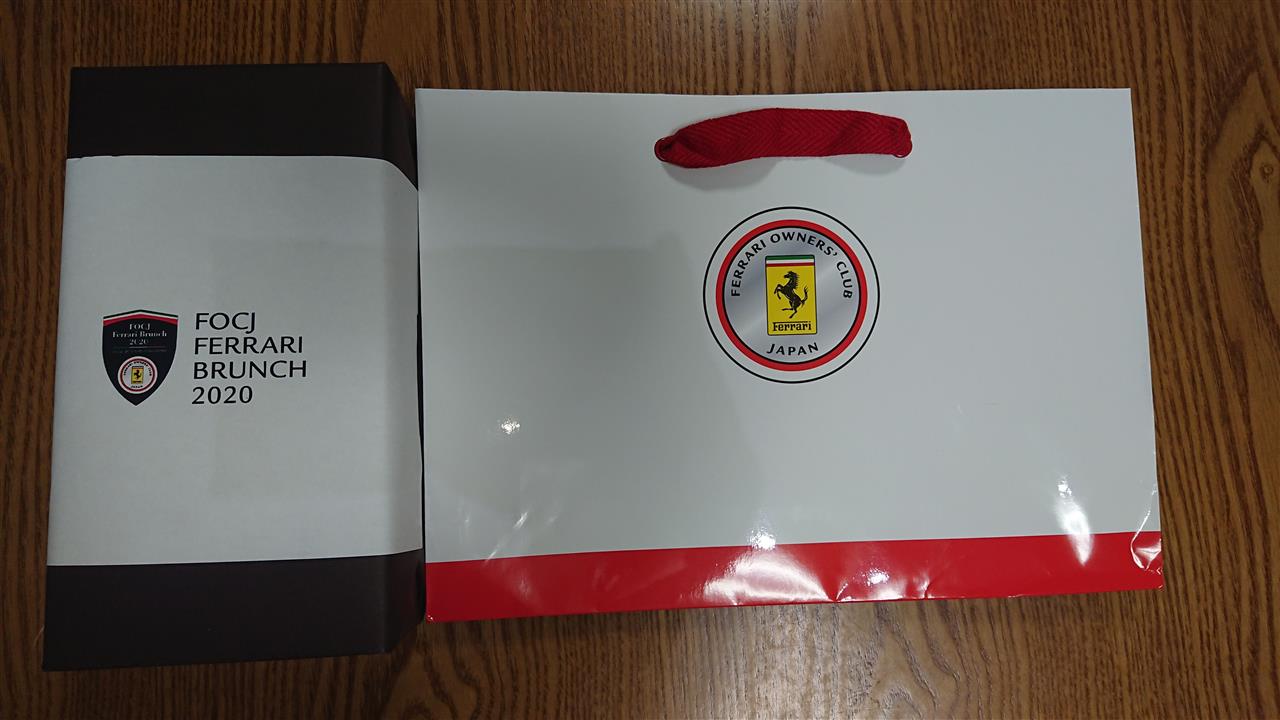 FOCJ
Ferrari Brunch
2020
FOCJ
FERRARI
BRUNCH
2020
FERRARI OWNERS' CLUB
Ferrari
JAPAN